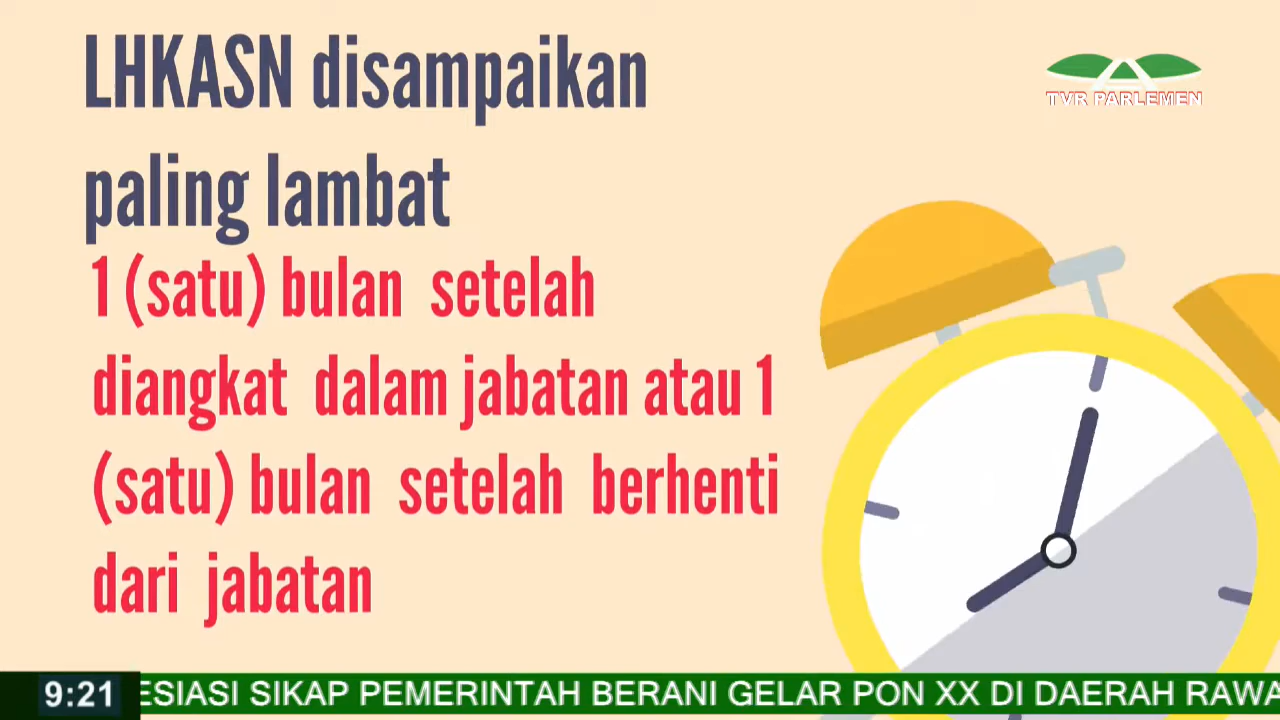 LHKASN disampaikan
TVR PARLEMEN
paling lambat
1 (satu) bulan setelah
diangkat dalam jabatan atau 1
(satu) bulan setelah berhenti
dari jabatan
9:21 ESIASI SIKAP PEMERINTAH BERANI GELAR PON XX DI DAERAH RAWA